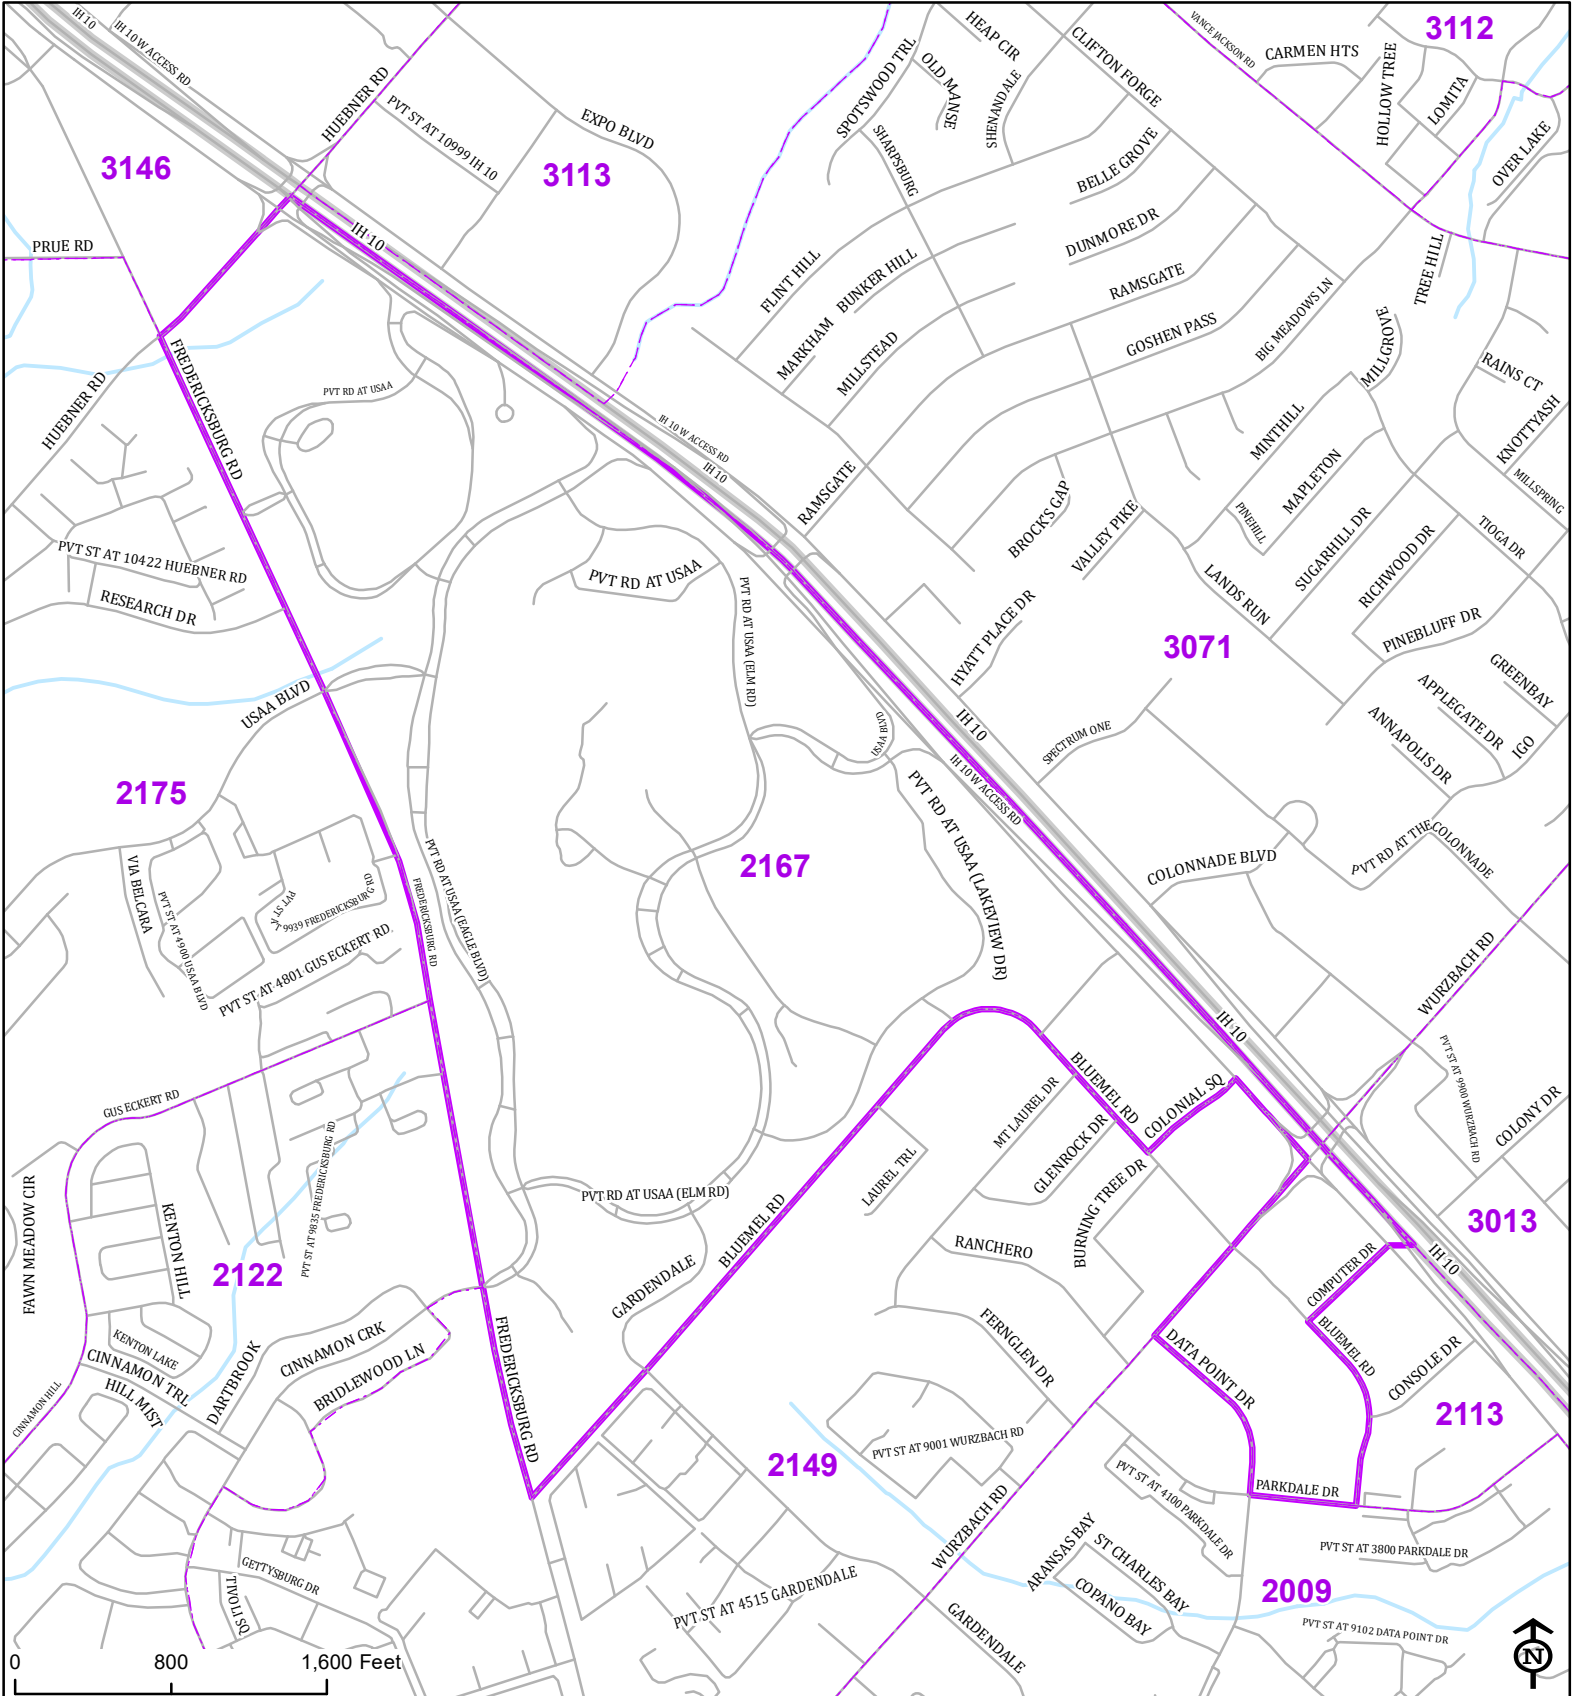 IH 10
IH 10 W ACCESS RD
HUEBNER RD
PVT ST AT 10999 IH 10
EXPO BLVD
3146
3113
PRUE RD
IH 10
SPOTSWOOD TRL
HEAP CIR
OLD MANSE
SHENANDALE
CLIFTON FORGE
VANCE JACKSON RD
CARMEN HTS
3112
HOLLOW TREE
LOMITA
OVER LAKE
SHARPSBURG
BELLE GROVE
DUNMORE DR
FLINT HILL
BUNKER HILL
RAMSGATE
TREE HILL
MARKHAM
MILLSTEAD
GOSHEN PASS
BIG MEADOWS LN
MILLGROVE
RAINS CT
KNOTTYASH
FREDERICKSBURG RD
HUEBNER RD
PVT RD AT USAA
IH 10 W ACCESS RD
IH 10
RAMSGATE
MINTHILL
MAPLETON
PINEHILL
MILLSPRING
BROCK'S GAP
VALLEY PIKE
SUGARHILL DR
RICHWOOD DR
TIOGA DR
PVT ST AT 10422 HUEBNER RD
RESEARCH DR
PVT RD AT USAA
PVT RD AT USAA (ELM RD)
LANDS RUN
PINEBLUFF DR
HYATT PLACE DR
3071
GREENBAY
APPLEGATE DR
ANNAPOLIS DR
IGO
USAA BLVD
USAA BLVD
IH 10
SPECTRUM ONE
IH 10 W ACCESS RD
2175
PVT RD AT USAA (LAKEVIEW DR)
2167
PVT RD AT THE COLONNADE
COLONNADE BLVD
VIA BELCARA
PVT ST AT 4900 USAA BLVD
PVT ST AT 9939 FREDERICKSBURG RD
FREDERICKSBURG RD
PVT RD AT USAA (EAGLE BLVD)
PVT ST AT 4801 GUS ECKERT RD
WURZBACH RD
IH 10
GUS ECKERT RD
BLUEMEL RD
COLONIAL SQ
MT LAUREL DR
GLENROCK DR
PVT ST AT 9900 WURZBACH RD
COLONY DR
LAUREL TRL
BURNING TREE DR
PVT ST AT 9835 FREDERICKSBURG RD
PVT RD AT USAA (ELM RD)
BLUEMEL RD
FAWN MEADOW CIR
KENTON HILL
2122
GARDENDALE
RANCHERO
3013
COMPUTER DR
IH 10
KENTON LAKE
CINNAMON TRL
HILL MIST
CINNAMON HILL
DARTBROOK
CINNAMON CRK
BRIDLEWOOD LN
FREDERICKSBURG RD
FERNGLEN DR
DATA POINT DR
BLUEMEL RD
CONSOLE DR
2113
2149
PVT ST AT 9001 WURZBACH RD
WURZBACH RD
PVT ST AT 4100 PARKDALE DR
PARKDALE DR
PVT ST AT 3800 PARKDALE DR
GETTYSBURG DR
TIVOLI SQ
PVT ST AT 4515 GARDENDALE
GARDENDALE
ARANSAS BAY
ST CHARLES BAY
COPANO BAY
2009
PVT ST AT 9102 DATA POINT DR
0 800 1,600 Feet
N